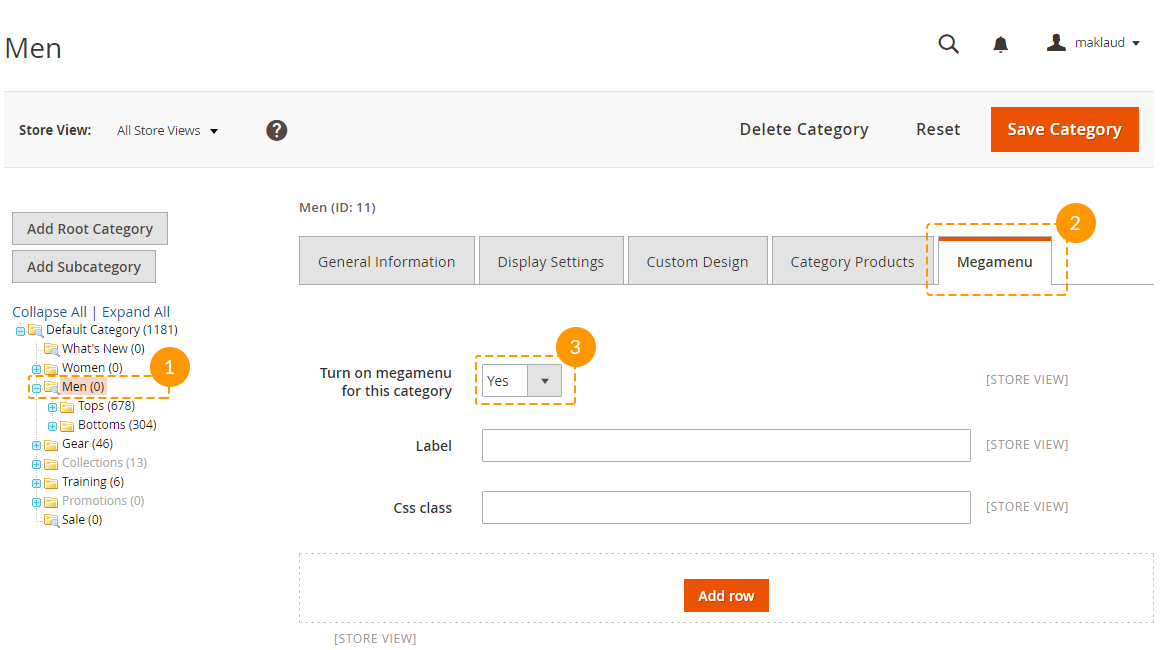 Men
maklaud
Store View: All Store Views ?
Delete Category Reset Save Category
Add Root Category
Add Subcategory
Collapse All | Expand All
Default Category (1181)
What's New (0)
Women (0)
1
Men (0)
Tops (678)
Bottoms (304)
Gear (46)
Collections (13)
Training (6)
Promotions (0)
Sale (0)
Men (ID: 11)
2
General Information Display Settings Custom Design Category Products Megamenu
3
Turn on megamenu
for this category
Yes
[STORE VIEW]
Label [STORE VIEW]
Css class [STORE VIEW]
Add row
[STORE VIEW]